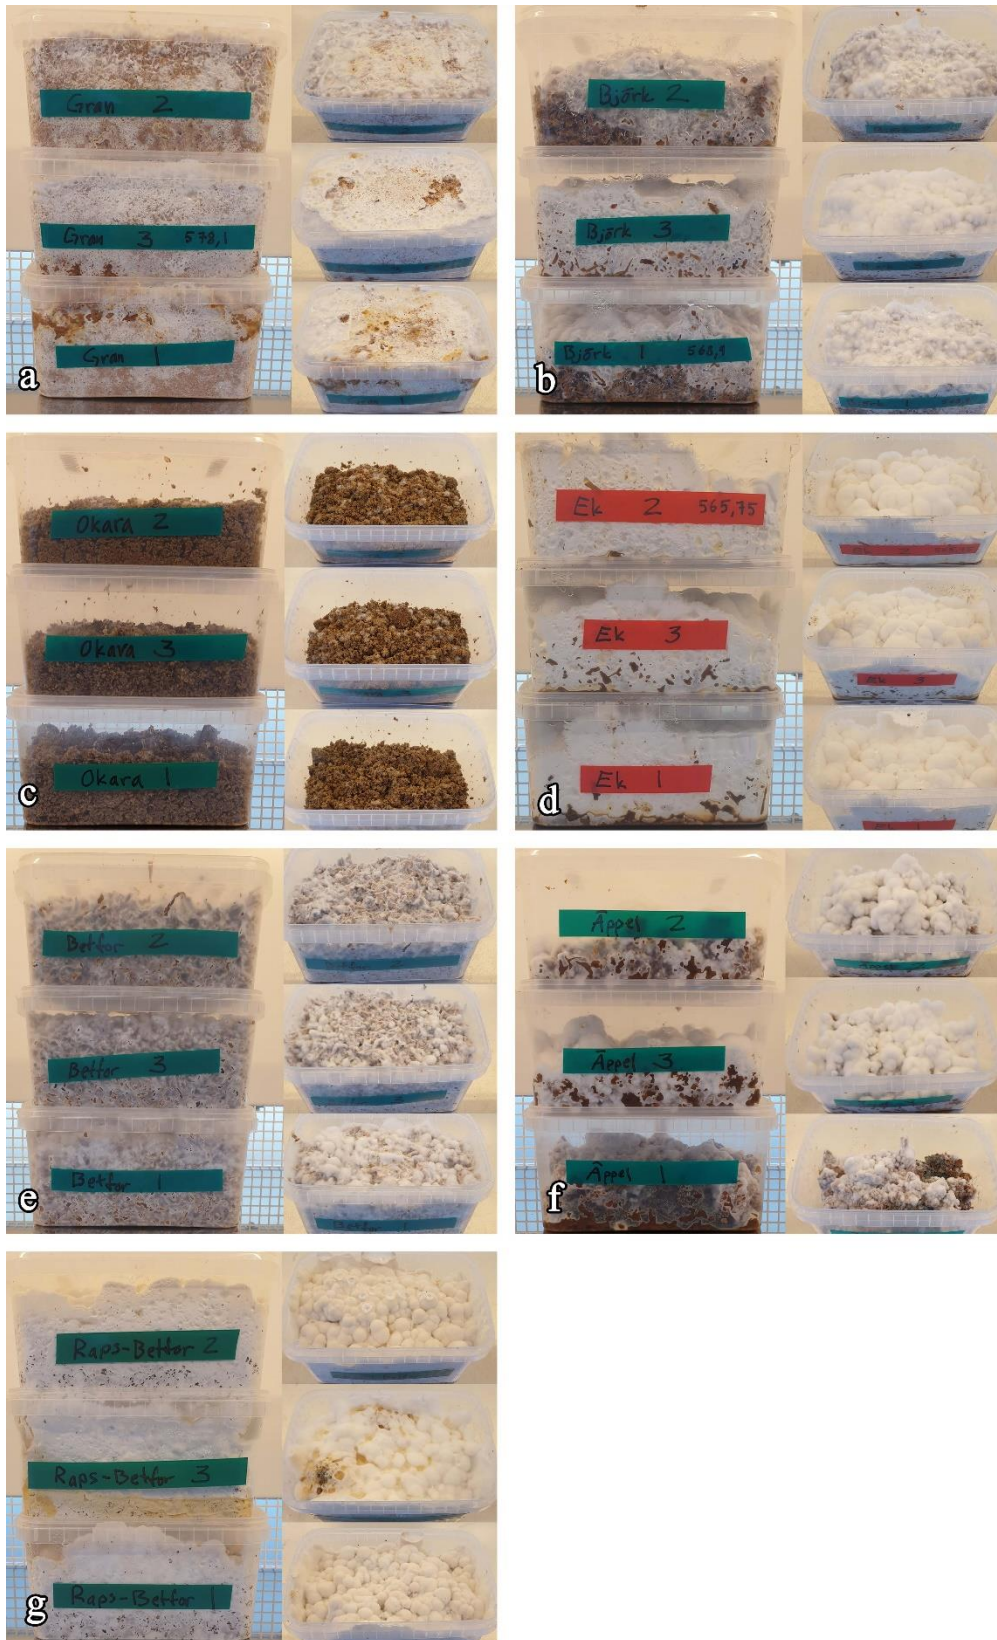 Gran 2
Gran 3 578,1
Gran 1
a
Björk 2
Björk 3
Björk 1 568,9
b
Okara 2
Okara 3
Okara 1
c
Ek 2 565,75
Ek 3
Ek 1
d
Betfor 2
Betfor 3
Betfor 1
e
Äppel 2
Äppel 3
Äppel 1
f
Raps-Betfor 2
Raps-Betfor 3
Raps-Betfor 1
g